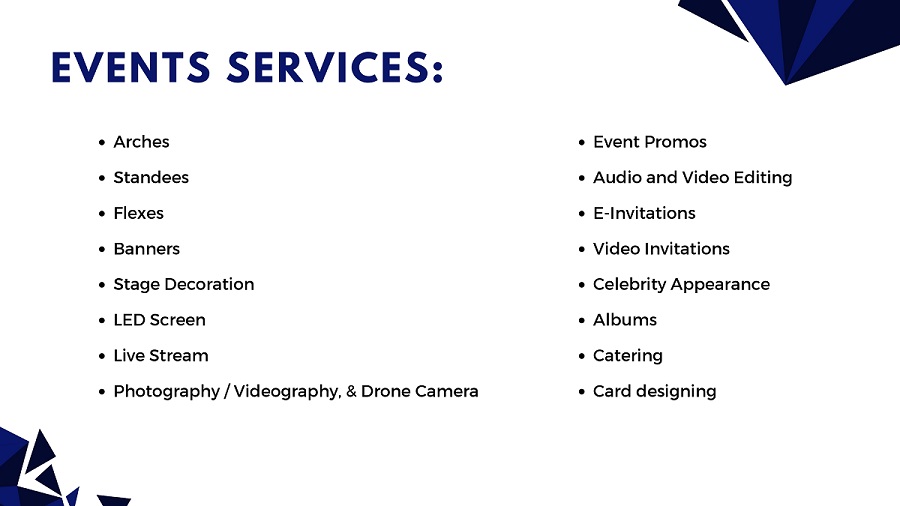 EVENTS SERVICES:
• Arches
• Standees
• Flexes
• Banners
• Stage Decoration
• LED Screen
• Live Stream
• Photography / Videography, & Drone Camera
• Event Promos
• Audio and Video Editing
• E-Invitations
• Video Invitations
• Celebrity Appearance
• Albums
• Catering
• Card designing